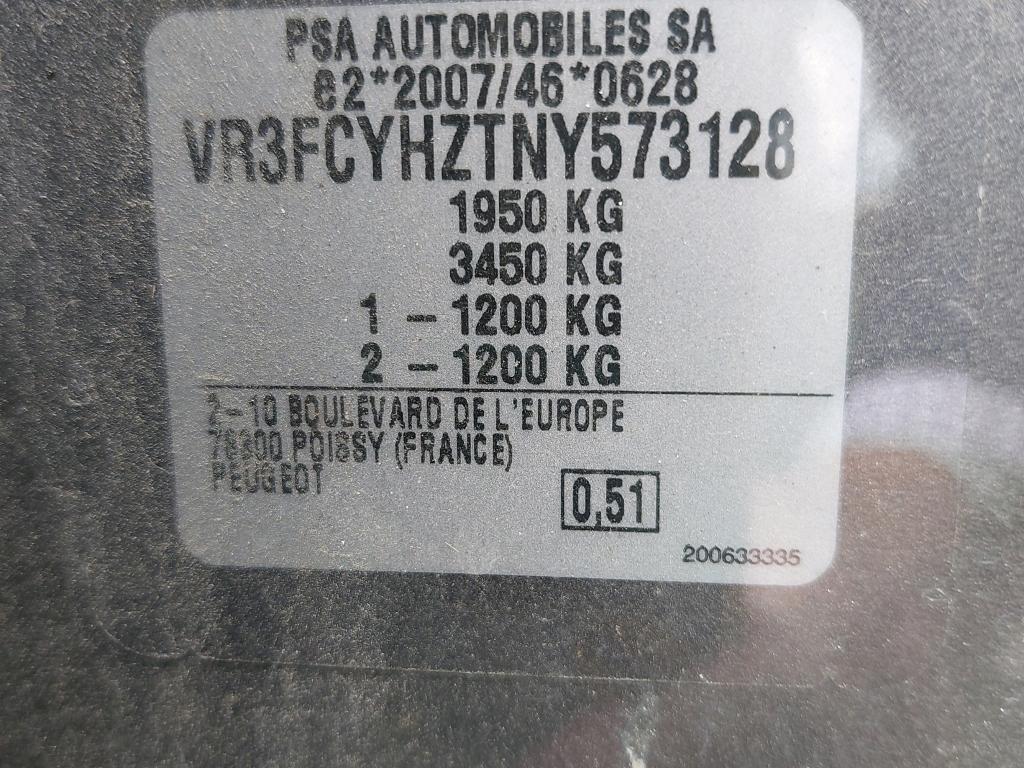 PSA AUTOMOBILES SA
e2*2007/46*0628
VR3FCYHZTNY573128
1950 KG
3450 KG
1 - 1200 KG
2 - 1200 KG
2-10 BOULEVARD DE L'EUROPE
78300 POISSY (FRANCE)
PEUGEOT
0,51
200633335